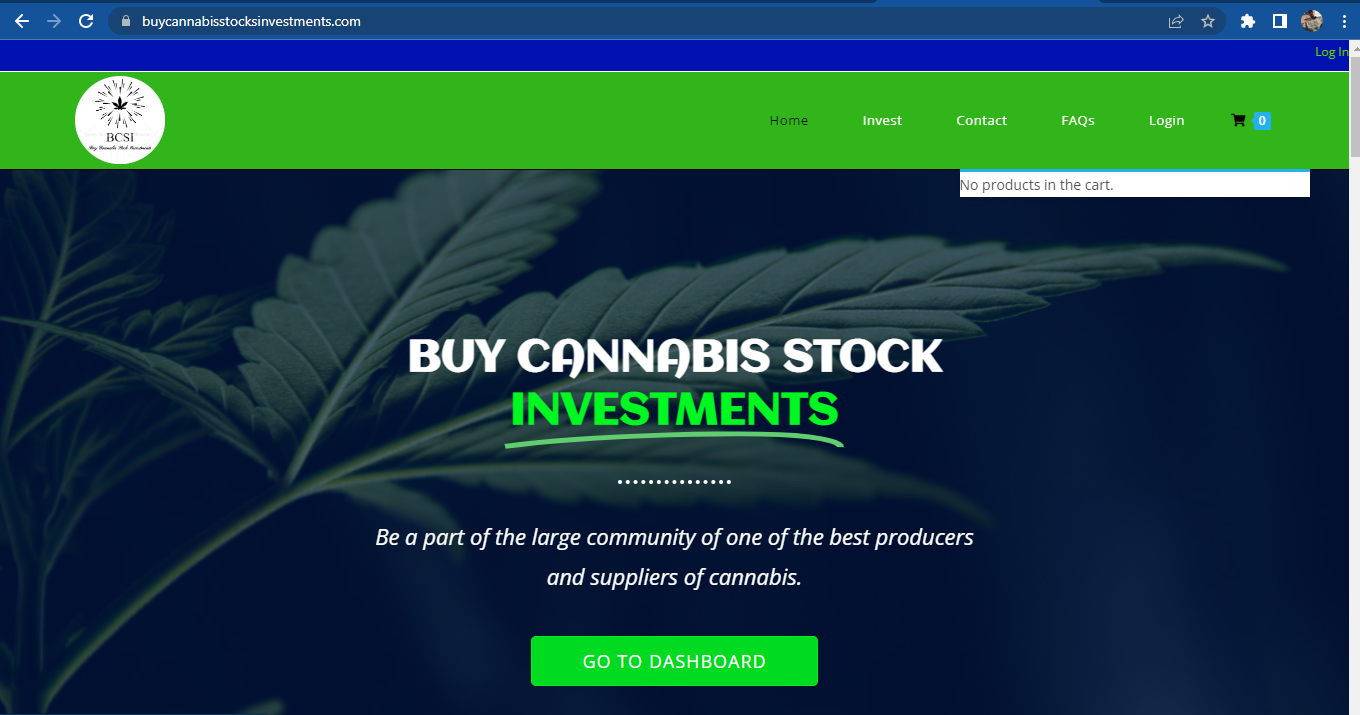 buycannabisstocksinvestments.com
Log In
BCSI
Buy Cannabis Stock Investments
Home
Invest
Contact
FAQs
Login
0
No products in the cart.
BUY CANNABIS STOCK
INVESTMENTS
Be a part of the large community of one of the best producers
and suppliers of cannabis.
GO TO DASHBOARD